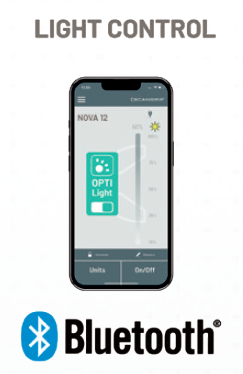 LIGHT CONTROL
NOVA 12
OPTI
Light
Units
On/Off
Bluetooth®